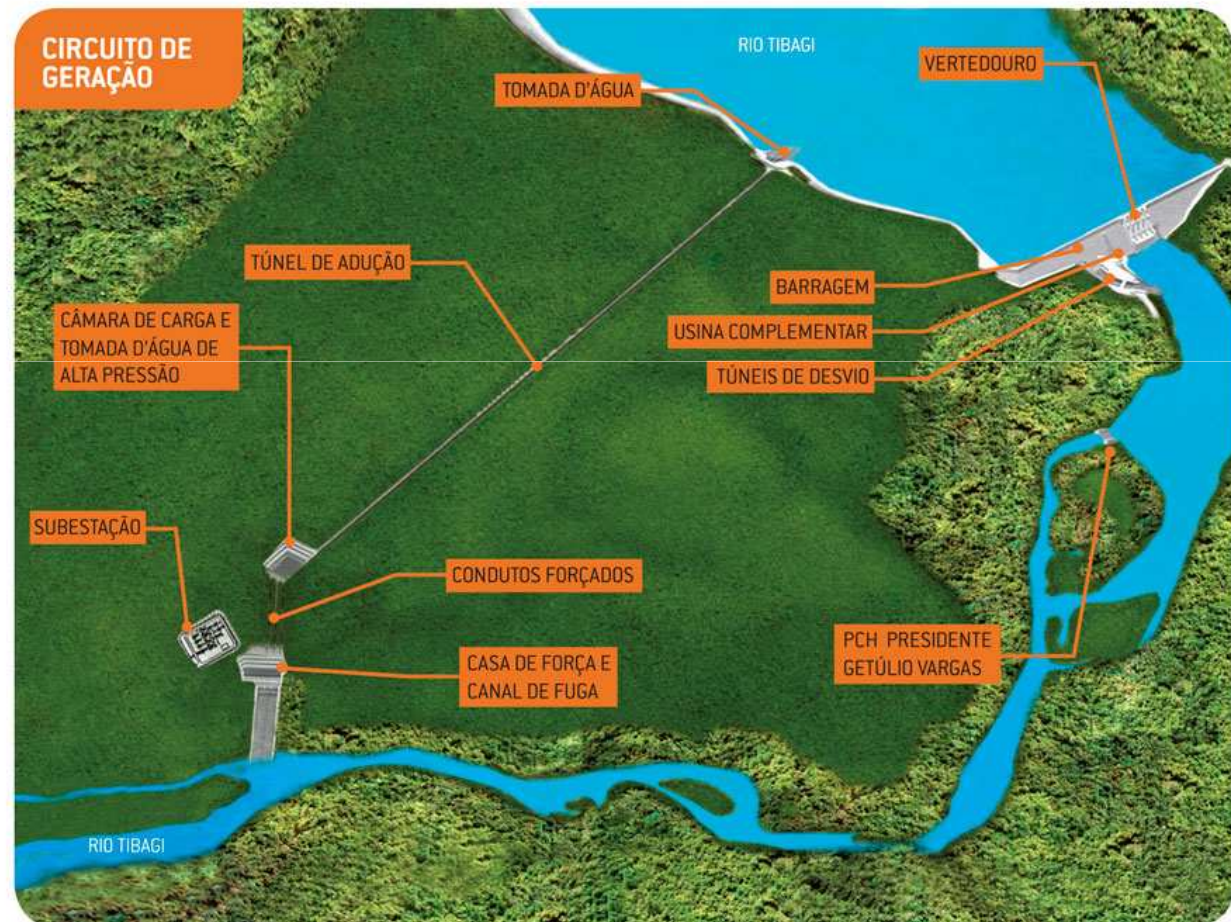 CIRCUITO DE
GERAÇÃO
RIO TIBAGI
VERTEDOURO
TOMADA D'ÁGUA
TÚNEL DE ADUÇÃO
BARRAGEM
CÂMARA DE CARGA E
TOMADA D'ÁGUA DE
ALTA PRESSÃO
USINA COMPLEMENTAR
TÚNEIS DE DESVIO
SUBESTAÇÃO
CONDUTOS FORÇADOS
PCH PRESIDENTE
GETÚLIO VARGAS
CASA DE FORÇA E
CANAL DE FUGA
RIO TIBAGI